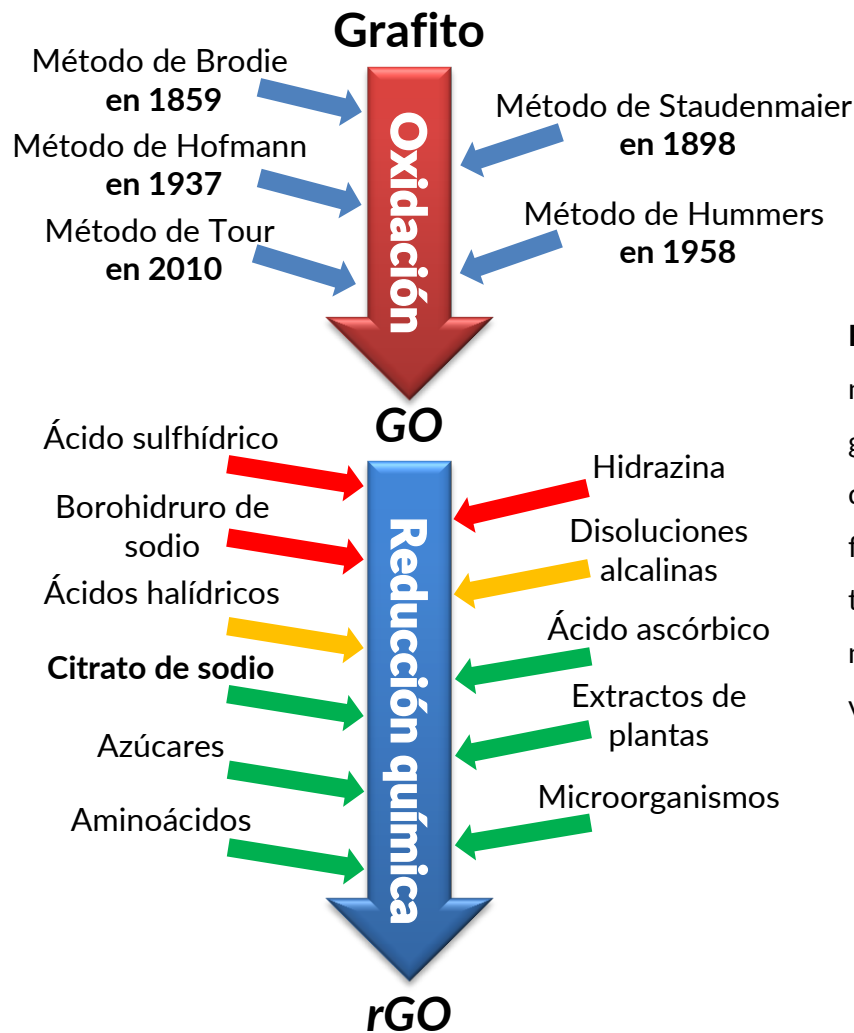 Grafito
Método de Brodie
en 1859
Método de Staudenmaier
en 1898
Método de Hofmann
en 1937
Método de Hummers
en 1958
Método de Tour
en 2010
Oxidación
GO
Ácido sulfhídrico
Hidrazina
Borohidruro de
sodio
Disoluciones
alcalinas
Ácidos halídricos
Ácido ascórbico
Citrato de sodio
Extractos de
plantas
Azúcares
Microorganismos
Aminoácidos
Reducción química
rGO